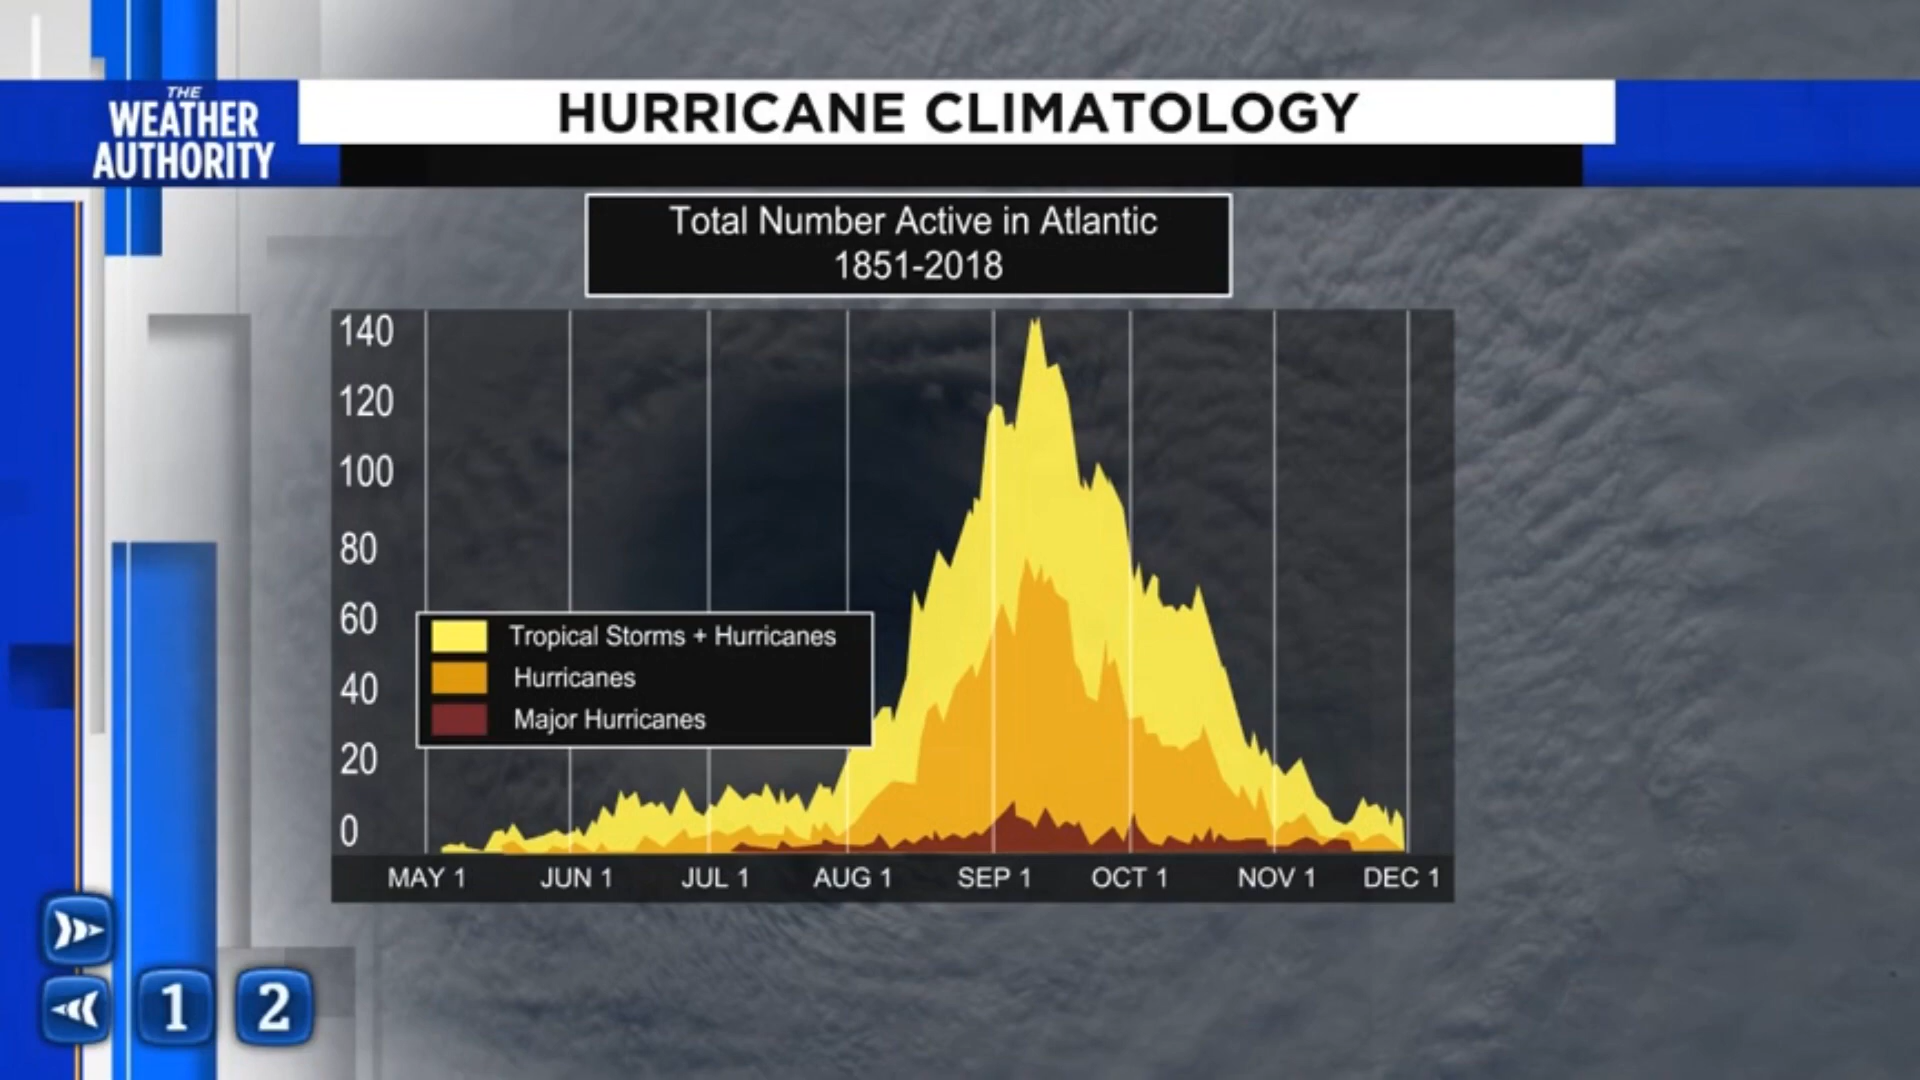 THE
WEATHER
AUTHORITY
HURRICANE CLIMATOLOGY
Total Number Active in Atlantic
1851-2018
140
120
100
80
60
40
20
0
Tropical Storms + Hurricanes
Hurricanes
Major Hurricanes
MAY 1 JUN 1 JUL 1 AUG 1 SEP 1 OCT 1 NOV 1 DEC 1
1 2